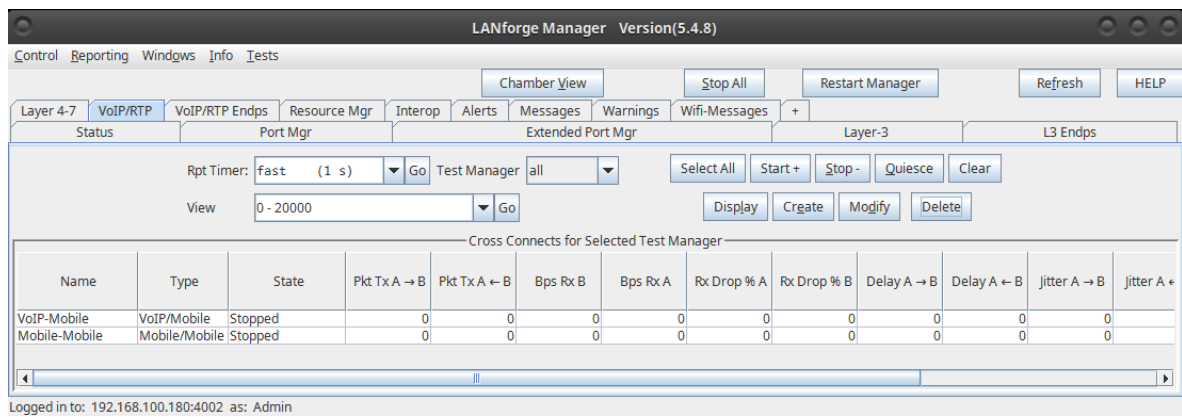 LANforge Manager Version(5.4.8)
Control Reporting Windows Info Tests
Chamber View Stop All Restart Manager Refresh HELP
Layer 4-7 VoIP/RTP VoIP/RTP Endps Resource Mgr Interop Alerts Messages Warnings Wifi-Messages +
Status Port Mgr Extended Port Mgr Layer-3 L3 Endps
Rpt Timer: fast (1 s) Go Test Manager all Select All Start + Stop - Quiesce Clear
View 0 - 20000 Go Display Create Modify Delete
Cross Connects for Selected Test Manager
Name Type State Pkt Tx A → B Pkt Tx A ← B Bps Rx B Bps Rx A Rx Drop % A Rx Drop % B Delay A → B Delay A ← B Jitter A → B Jitter A ←
VoIP-Mobile VoIP/Mobile Stopped 0 0 0 0 0 0 0 0 0
Mobile-Mobile Mobile/Mobile Stopped 0 0 0 0 0 0 0 0 0
Logged in to: 192.168.100.180:4002 as: Admin